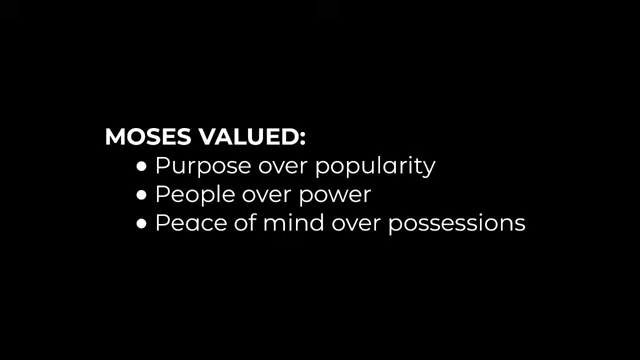 MOSES VALUED:
● Purpose over popularity
● People over power
● Peace of mind over possessions